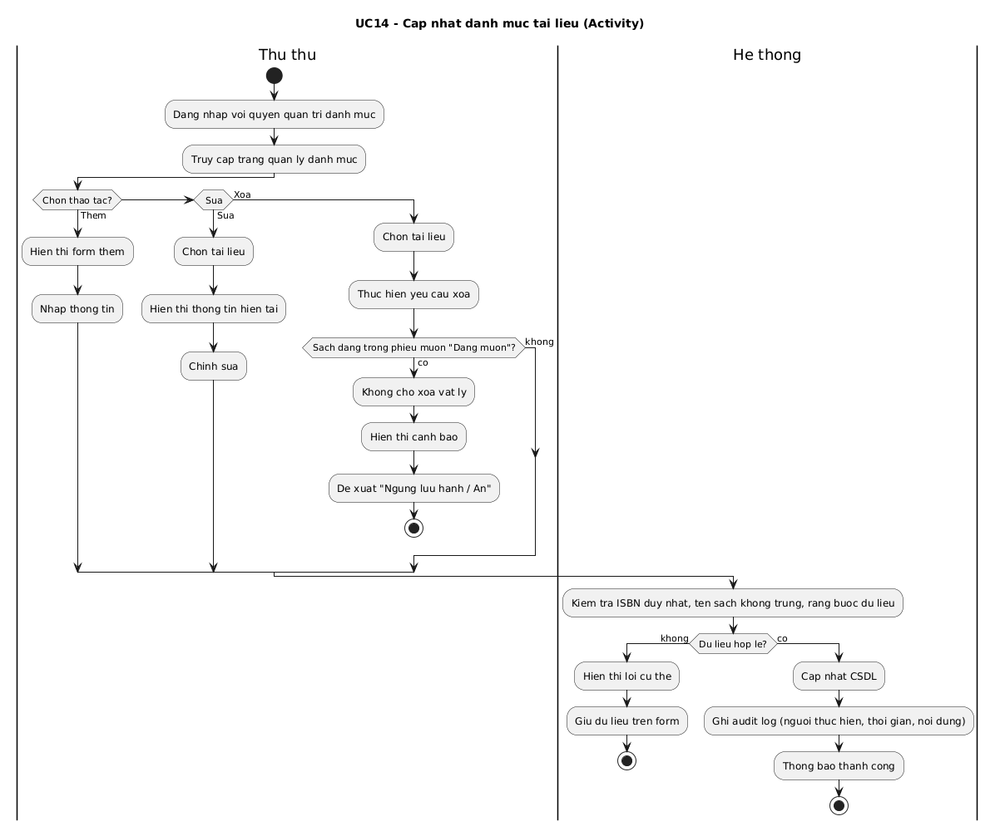 UC14 - Cap nhat danh muc tai lieu (Activity)
Thu thu
He thong
Dang nhap voi quyen quan tri danh muc
Truy cap trang quan ly danh muc
Chon thao tac?
Sua
Xoa
Them
Sua
Hien thi form them
Chon tai lieu
Chon tai lieu
Nhap thong tin
Hien thi thong tin hien tai
Thuc hien yeu cau xoa
Chinh sua
Sach dang trong phieu muon "Dang muon"?
khong
co
Khong cho xoa vat ly
Hien thi canh bao
De xuat "Ngung luu hanh / An"
Kiem tra ISBN duy nhat, ten sach khong trung, rang buoc du lieu
khong
Du lieu hop le?
co
Hien thi loi cu the
Cap nhat CSDL
Giu du lieu tren form
Ghi audit log (nguoi thuc hien, thoi gian, noi dung)
Thong bao thanh cong